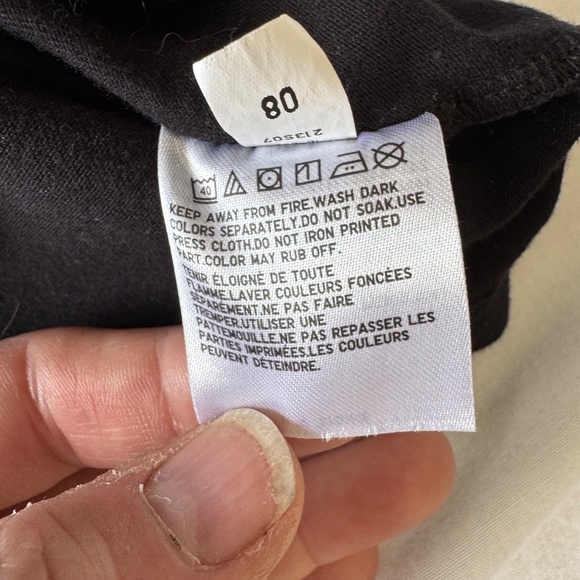 80
213S07
40
KEEP AWAY FROM FIRE.WASH DARK
COLORS SEPARATELY.DO NOT SOAK.USE
PRESS CLOTH.DO NOT IRON PRINTED
PART.COLOR MAY RUB OFF.
TENIR ÉLOIGNÉ DE TOUTE
FLAMME.LAVER COULEURS FONCÉES
SÉPARÉMENT.NE PAS FAIRE
TREMPER.UTILISER UNE
PATTEMOUILLE.NE PAS REPASSER LES
PARTIES IMPRIMÉES.LES COULEURS
PEUVENT DÉTEINDRE.